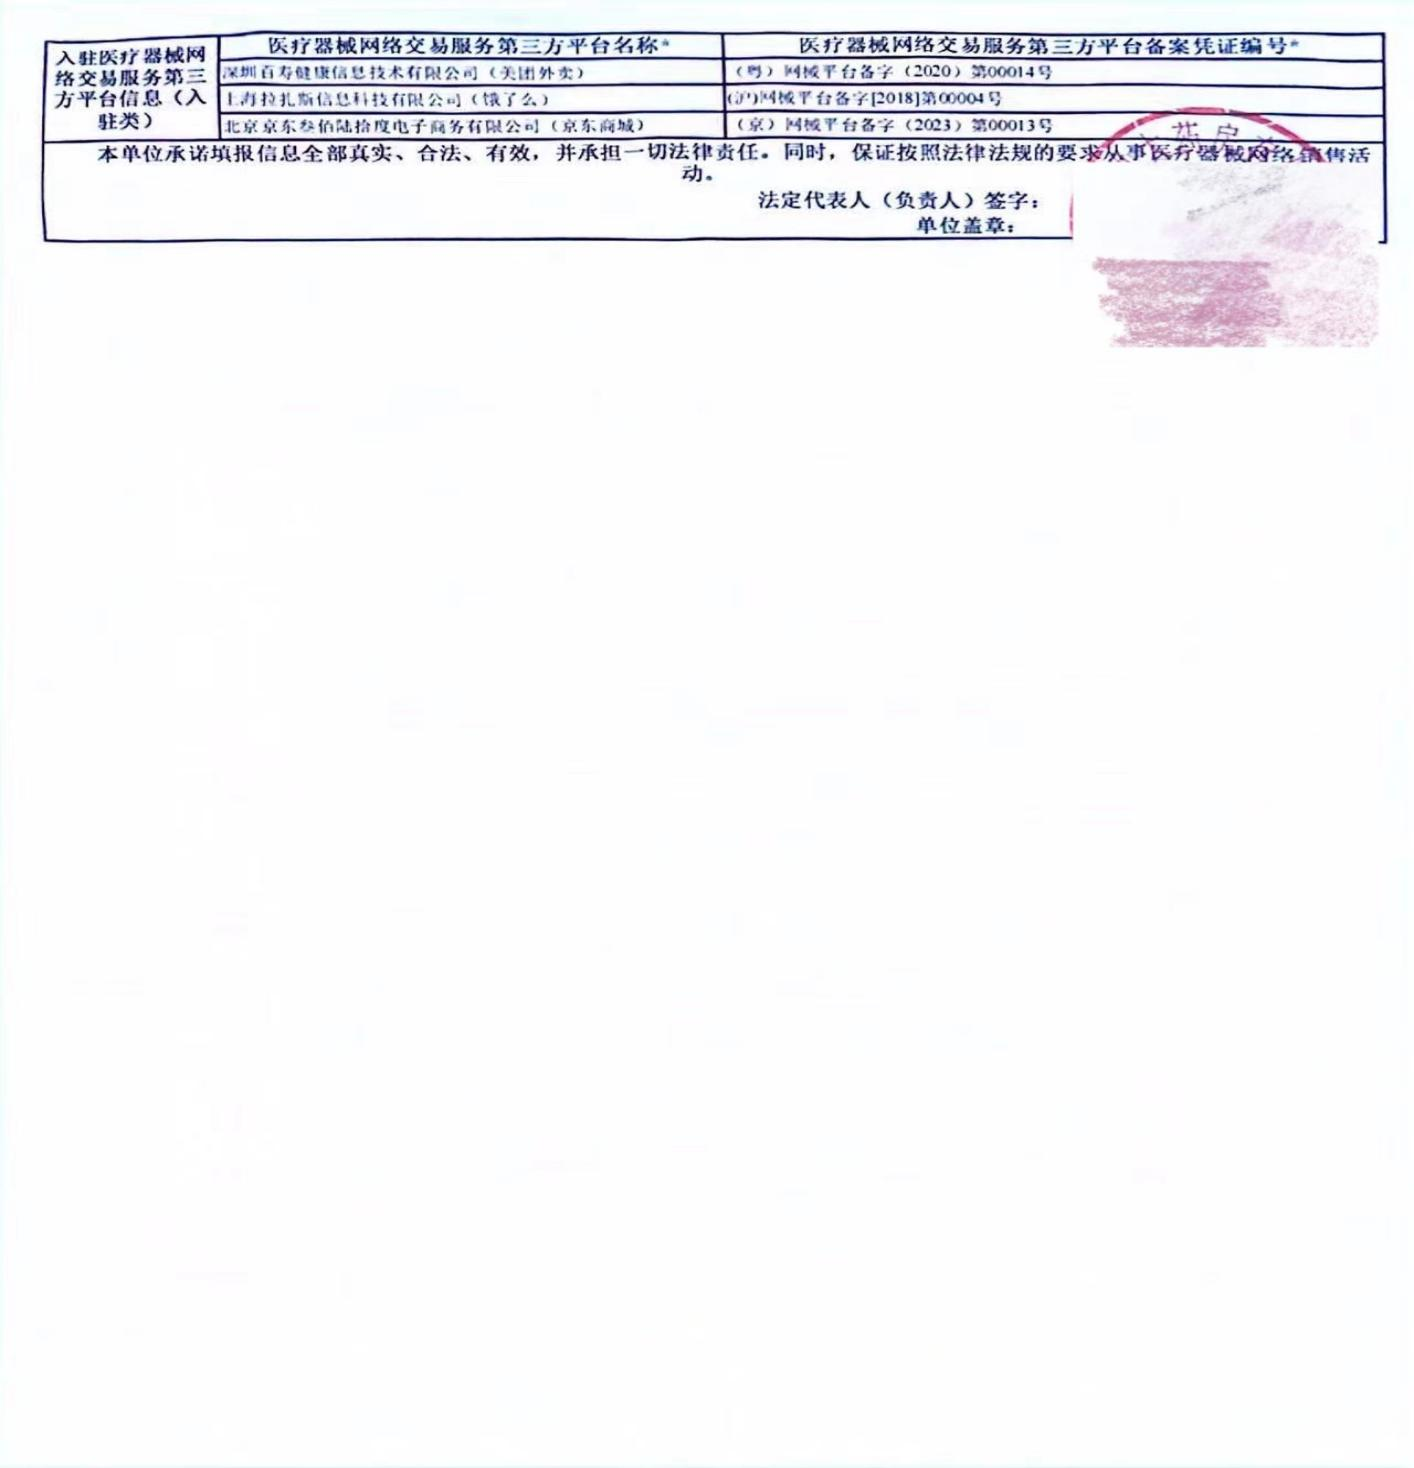 入驻医疗器械网
络交易服务第三
方平台信息（入
驻类）
医疗器械网络交易服务第三方平台名称*
医疗器械网络交易服务第三方平台备案凭证编号*
深圳百寿健康信息技术有限公司（美团外卖）
（粤）网械平台备字（2020）第00014号
上海拉扎斯信息科技有限公司（饿了么）
(沪)网械平台备字[2018]第00004号
北京京东叁佰陆拾度电子商务有限公司（京东商城）
（京）网械平台备字（2023）第00013号
本单位承诺填报信息全部真实、合法、有效，并承担一切法律责任。同时，保证按照法律法规的要求从事医疗器械网络销售活
动。
法定代表人（负责人）签字：
单位盖章：